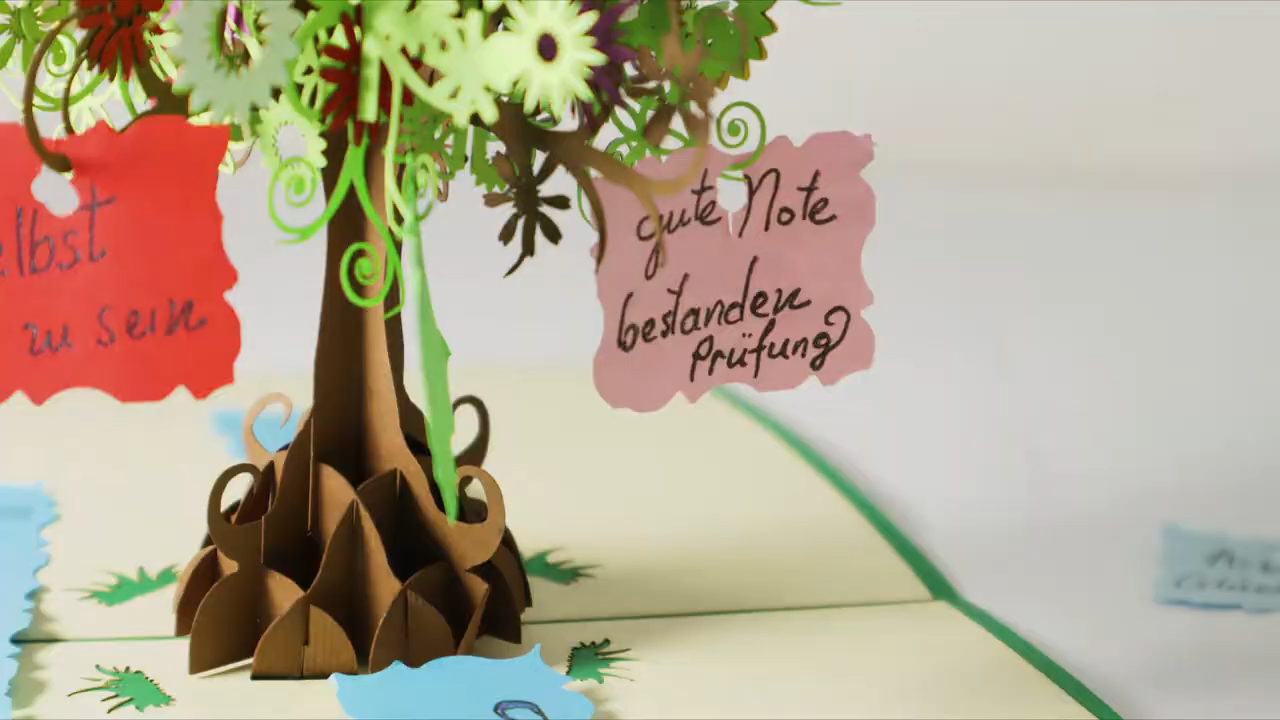 elbst
zu sein
gute Note
bestanden
Prüfung